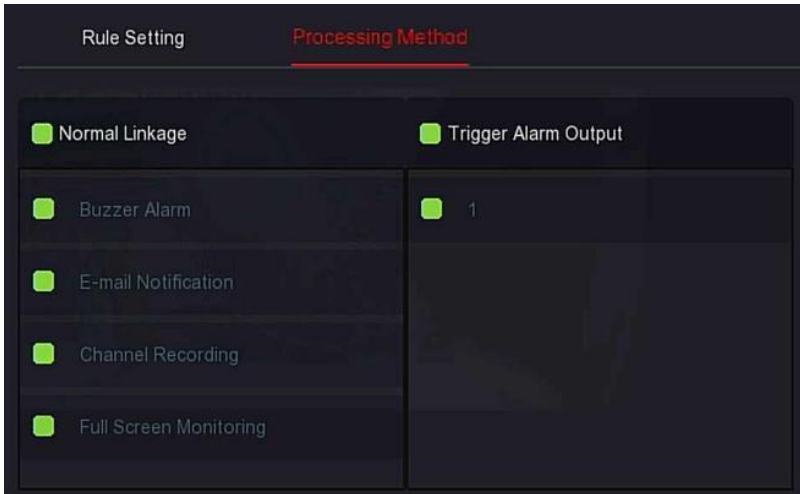 Rule Setting Processing Method
Normal Linkage Trigger Alarm Output
Buzzer Alarm 1
E-mail Notification
Channel Recording
Full Screen Monitoring